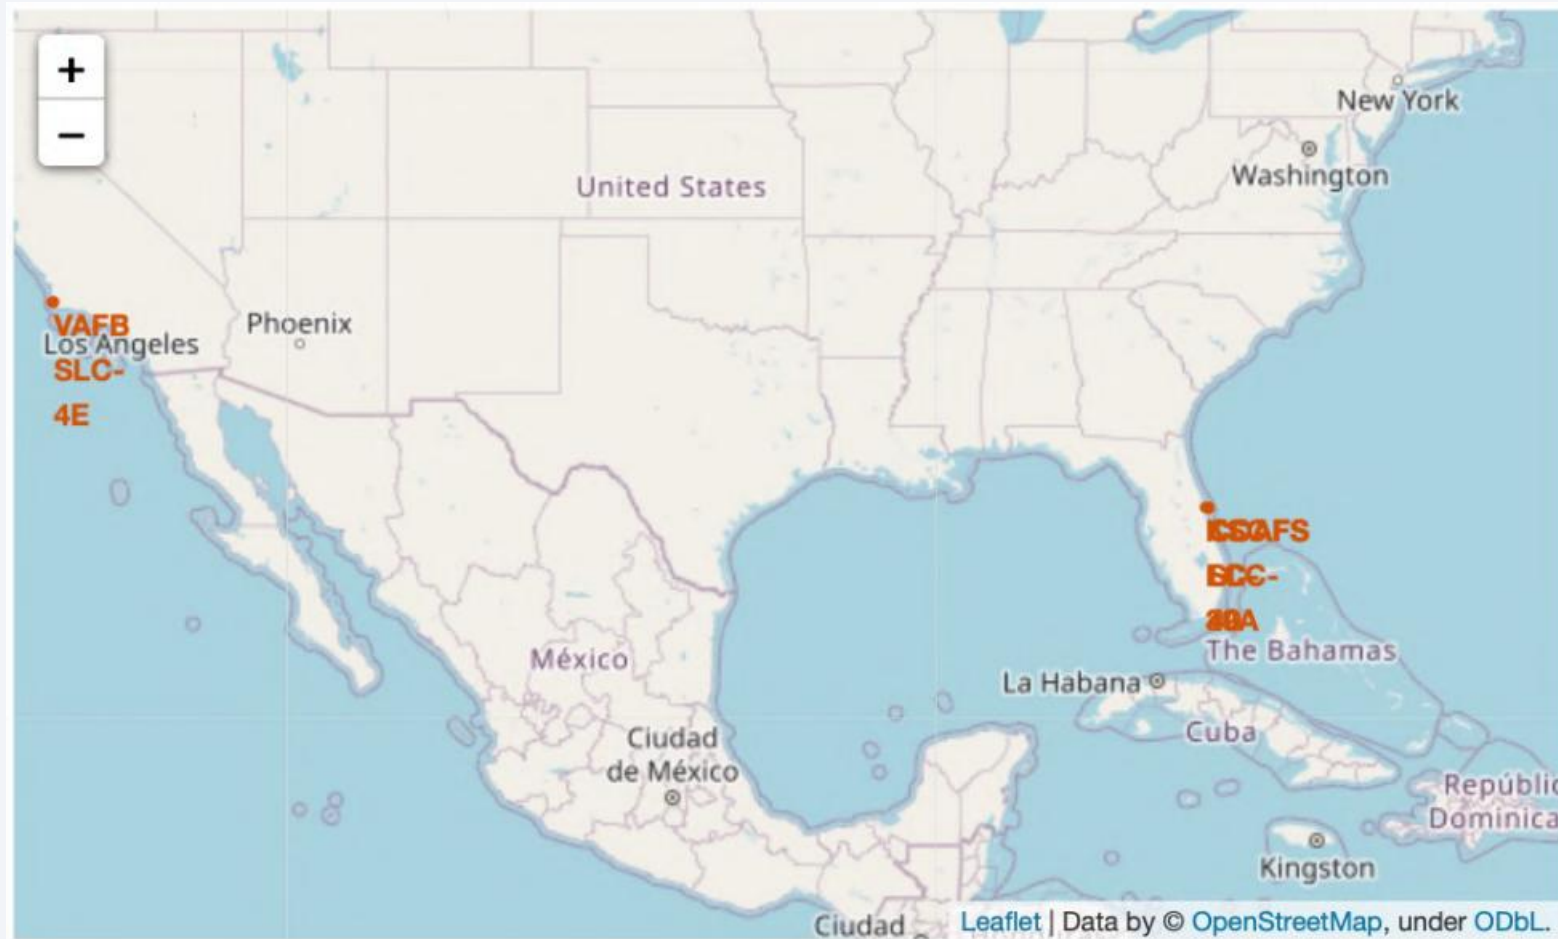 +
−
New York
Washington
United States
Phoenix
VAFB
Los Angeles
SLC-
4E
The Bahamas
México
La Habana
Cuba
Ciudad
de México
Repúblic
Dominica
Kingston
Ciudad
Leaflet | Data by © OpenStreetMap, under ODbL.